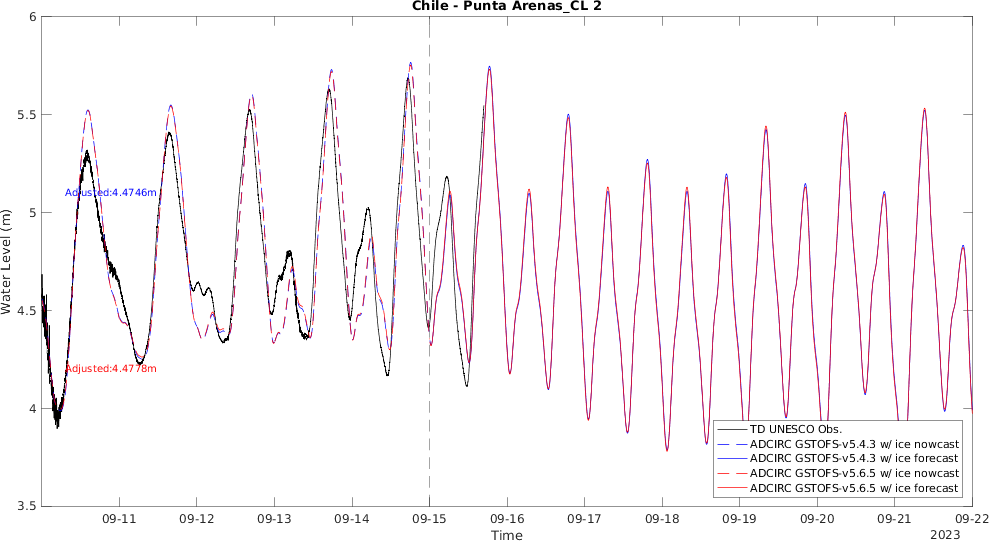 Chile - Punta Arenas_CL 2
6
5.5
5
4.5
4
3.5
Water Level (m)
Adjusted:4.4746m
Adjusted:4.4778m
TD UNESCO Obs.
ADCIRC GSTOFS-v5.4.3 w/ ice nowcast
ADCIRC GSTOFS-v5.4.3 w/ ice forecast
ADCIRC GSTOFS-v5.6.5 w/ ice nowcast
ADCIRC GSTOFS-v5.6.5 w/ ice forecast
09-11 09-12 09-13 09-14 09-15 09-16 09-17 09-18 09-19 09-20 09-21 09-22
Time
2023